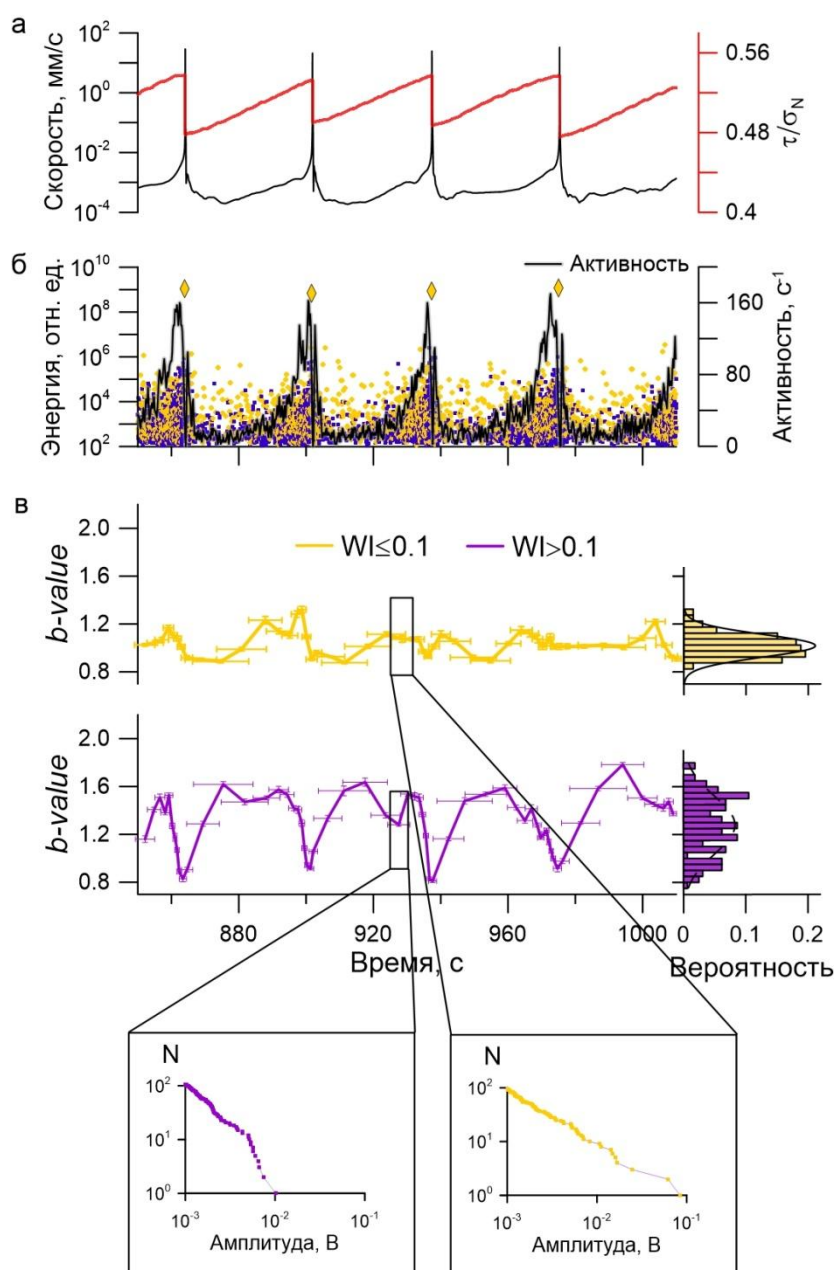 а
Скорость, мм/с
10²
10⁰
10⁻²
10⁻⁴
0.56
0.48
0.4
τ/σN
б
Энергия, отн. ед.
10¹⁰
10⁸
10⁶
10⁴
10²
Активность
160
80
0
Активность, с⁻¹
в
b-value
2.0
1.6
1.2
0.8
WI≤0.1 WI>0.1
b-value
2.0
1.6
1.2
0.8
880 920 960 1000
Время, с
0 0.1 0.2
Вероятность
N
10²
10¹
10⁰
10⁻³ 10⁻² 10⁻¹
Амплитуда, В
N
10²
10¹
10⁰
10⁻³ 10⁻² 10⁻¹
Амплитуда, В